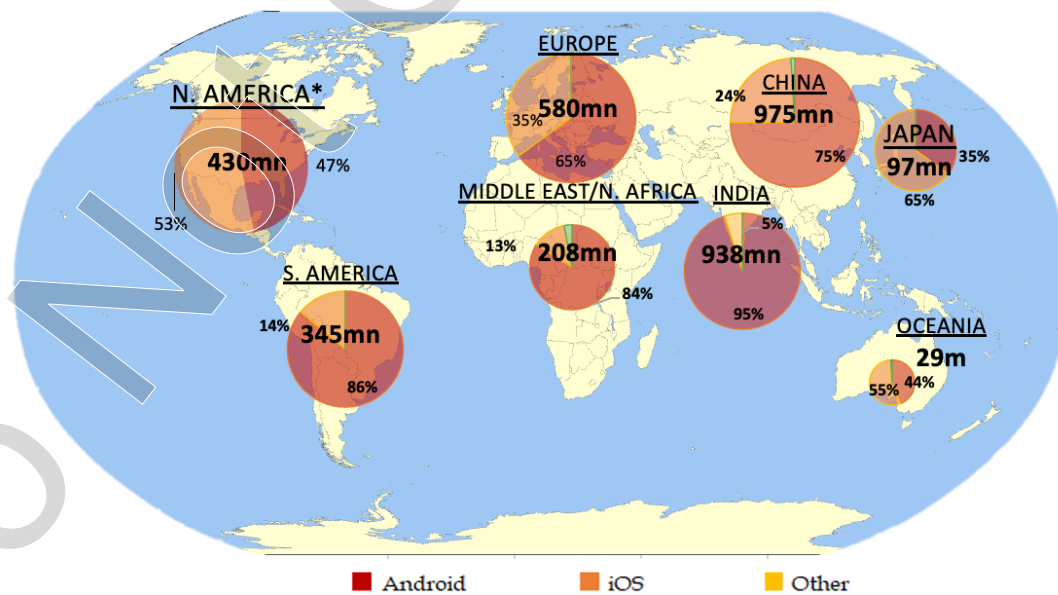 EUROPE
580mn
35%
65%
N. AMERICA*
430mn
47%
53%
CHINA
24%
975mn
75%
JAPAN
97mn
35%
65%
MIDDLE EAST/N. AFRICA
13%
208mn
84%
INDIA
5%
938mn
95%
S. AMERICA
14%
345mn
86%
OCEANIA
29m
55%
44%
Android
iOS
Other